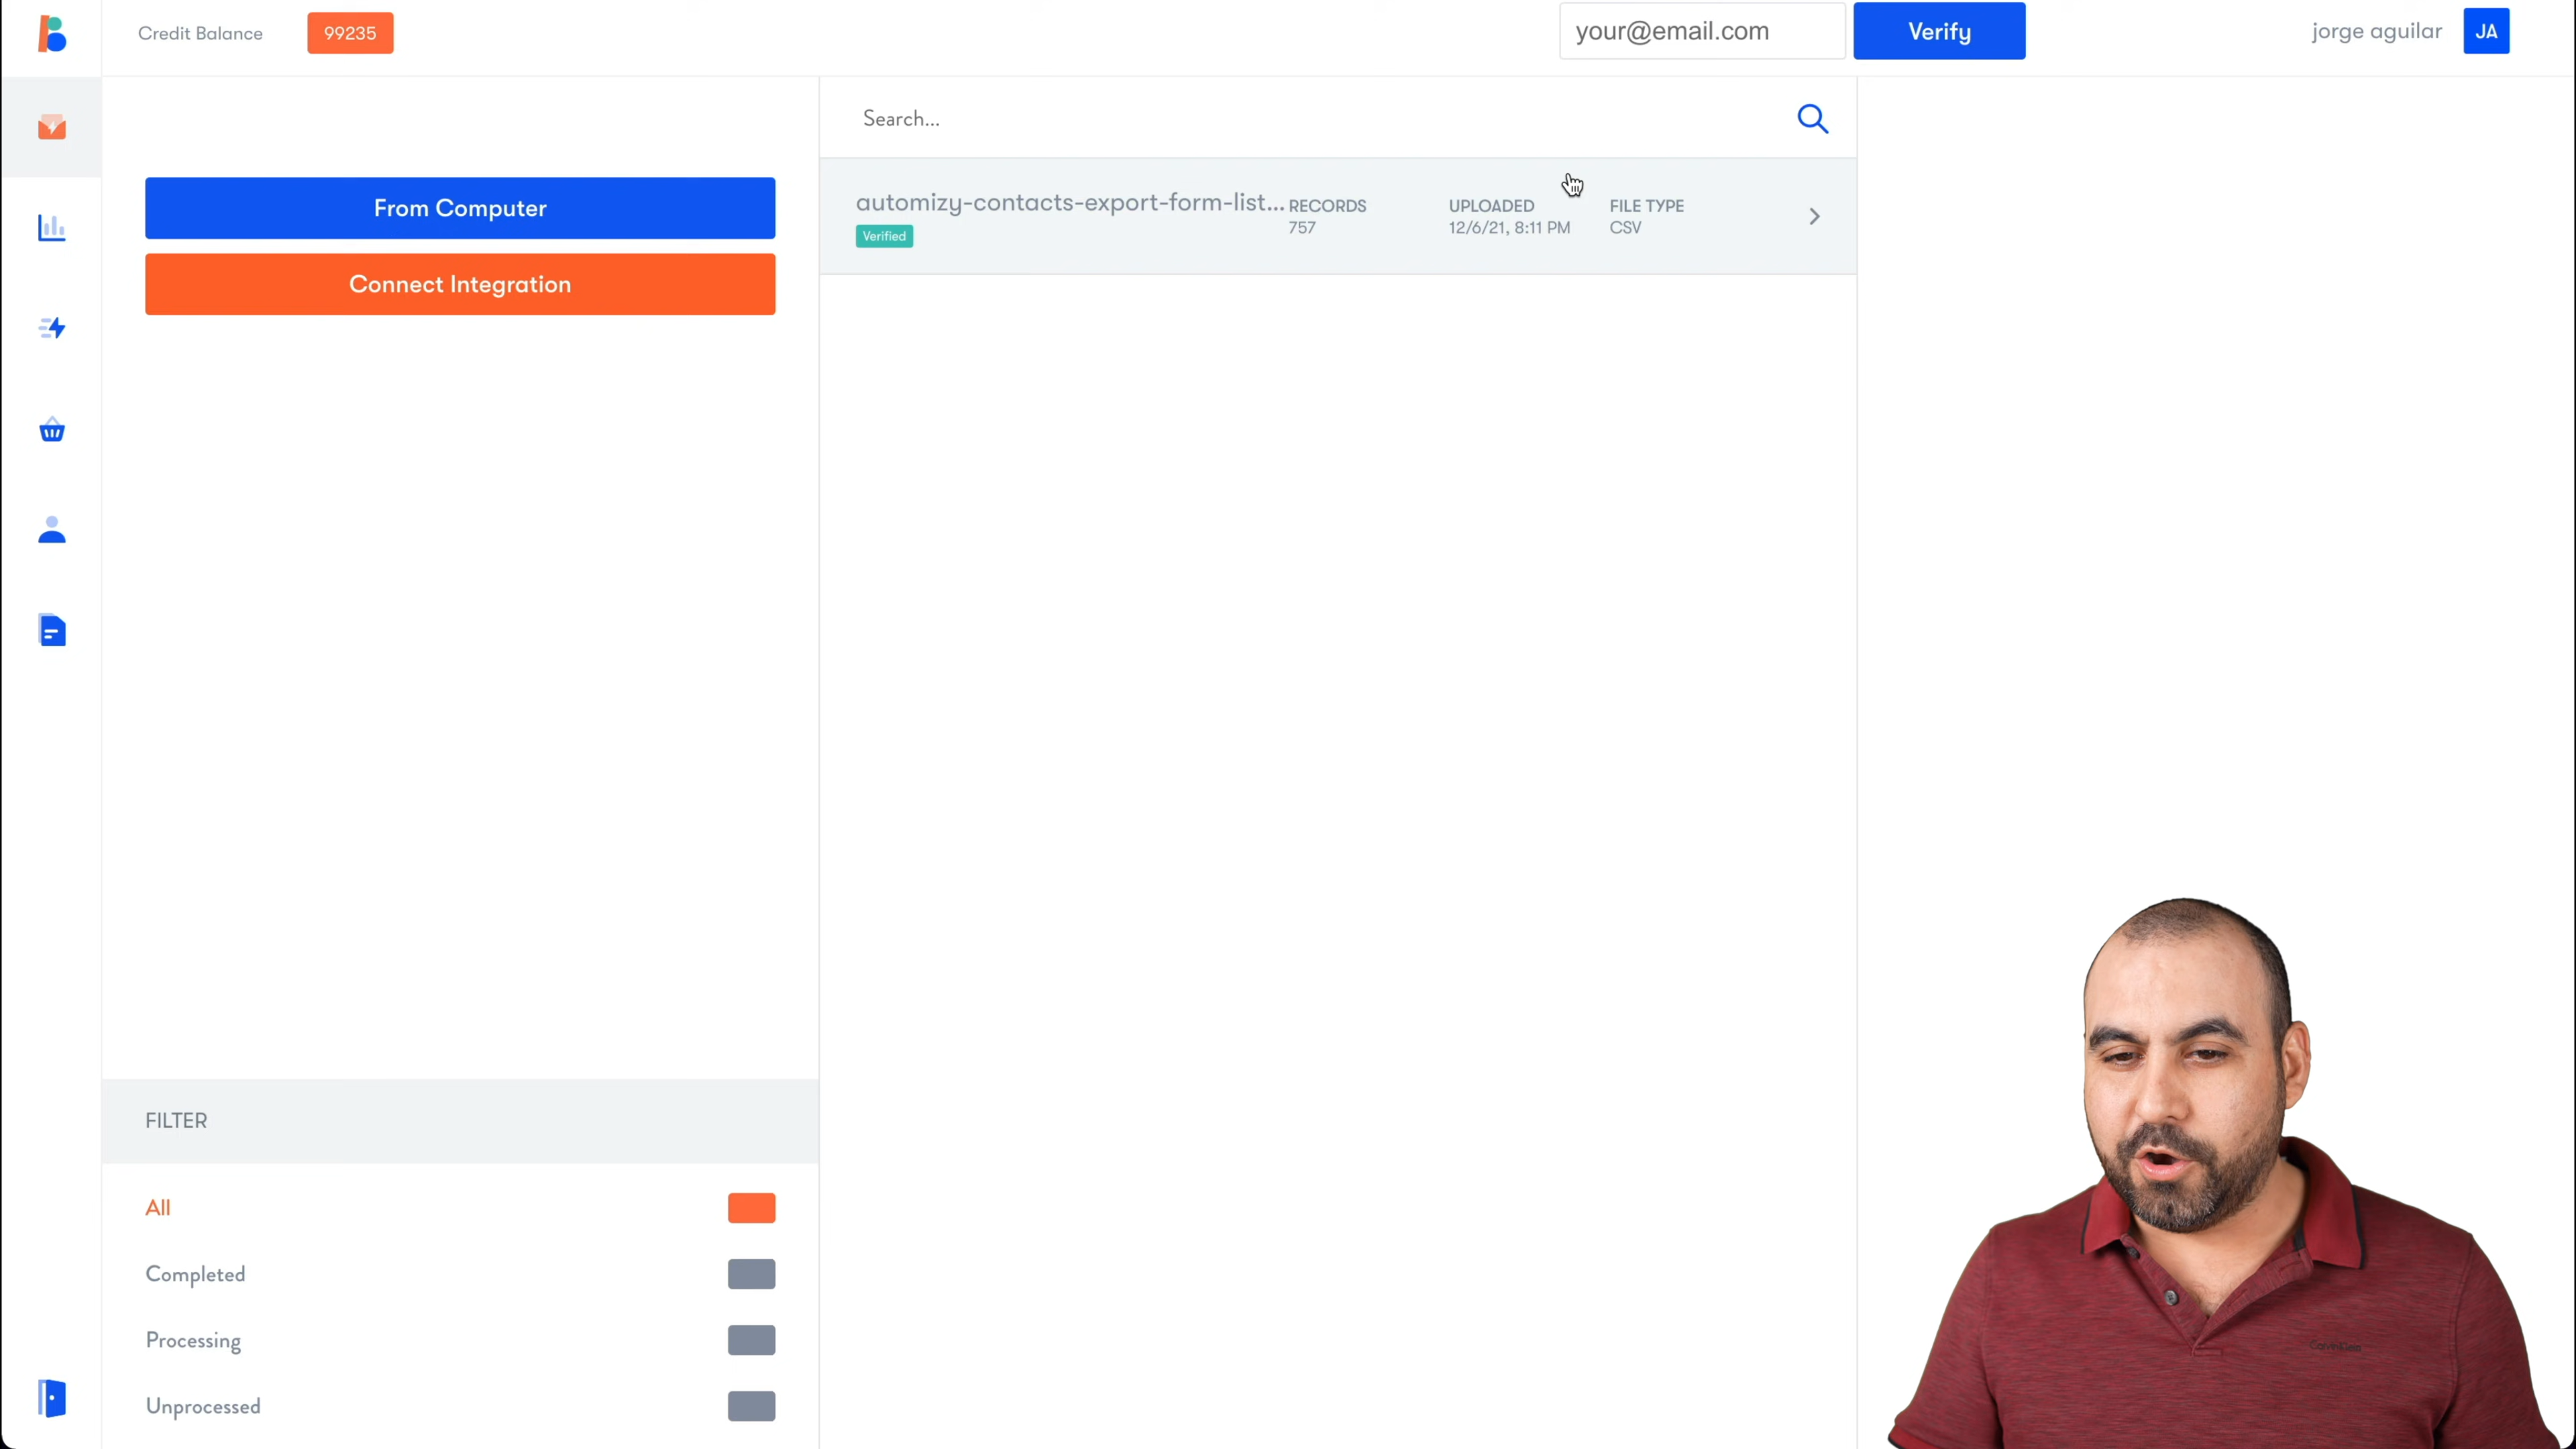 Credit Balance
99235
your@email.com
Verify
jorge aguilar
JA
From Computer
Connect Integration
Search...
automizy-contacts-export-form-list...
Verified
RECORDS
757
UPLOADED
12/6/21, 8:11 PM
FILE TYPE
CSV
FILTER
All
Completed
Processing
Unprocessed